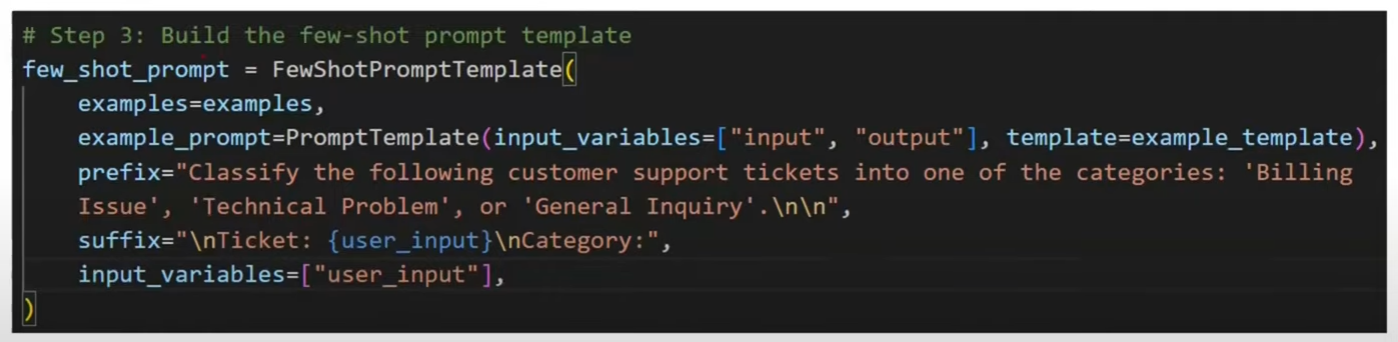 # Step 3: Build the few-shot prompt template
few_shot_prompt = FewShotPromptTemplate(
    examples=examples,
    example_prompt=PromptTemplate(input_variables=["input", "output"], template=example_template),
    prefix="Classify the following customer support tickets into one of the categories: 'Billing
    Issue', 'Technical Problem', or 'General Inquiry'.\n\n",
    suffix="\nTicket: {user_input}\nCategory:",
    input_variables=["user_input"],
)